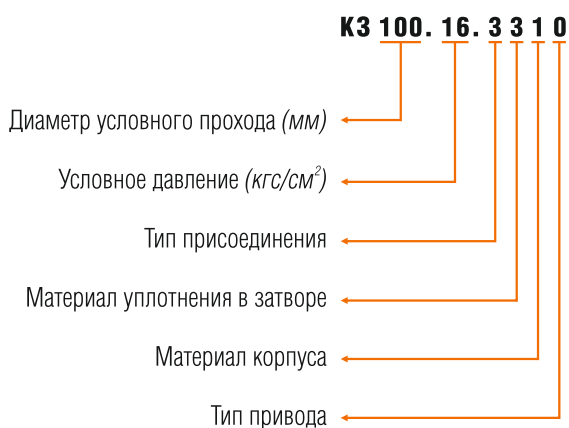 КЗ 100. 16. 3 3 1 0
Диаметр условного прохода (мм)
Условное давление (кгс/см²)
Тип присоединения
Материал уплотнения в затворе
Материал корпуса
Тип привода